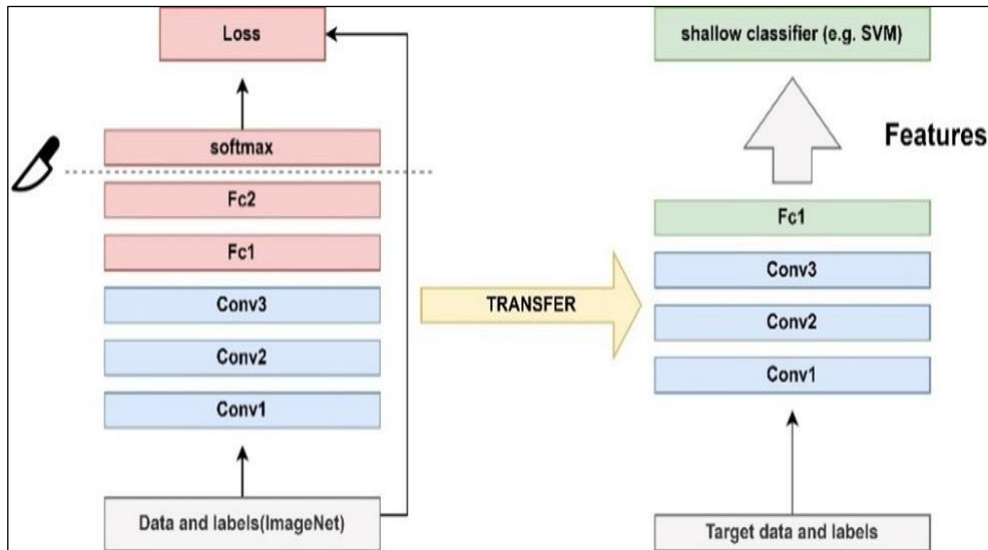 Loss
softmax
Fc2
Fc1
Conv3
Conv2
Conv1
Data and labels(ImageNet)
TRANSFER
shallow classifier (e.g. SVM)
Features
Fc1
Conv3
Conv2
Conv1
Target data and labels